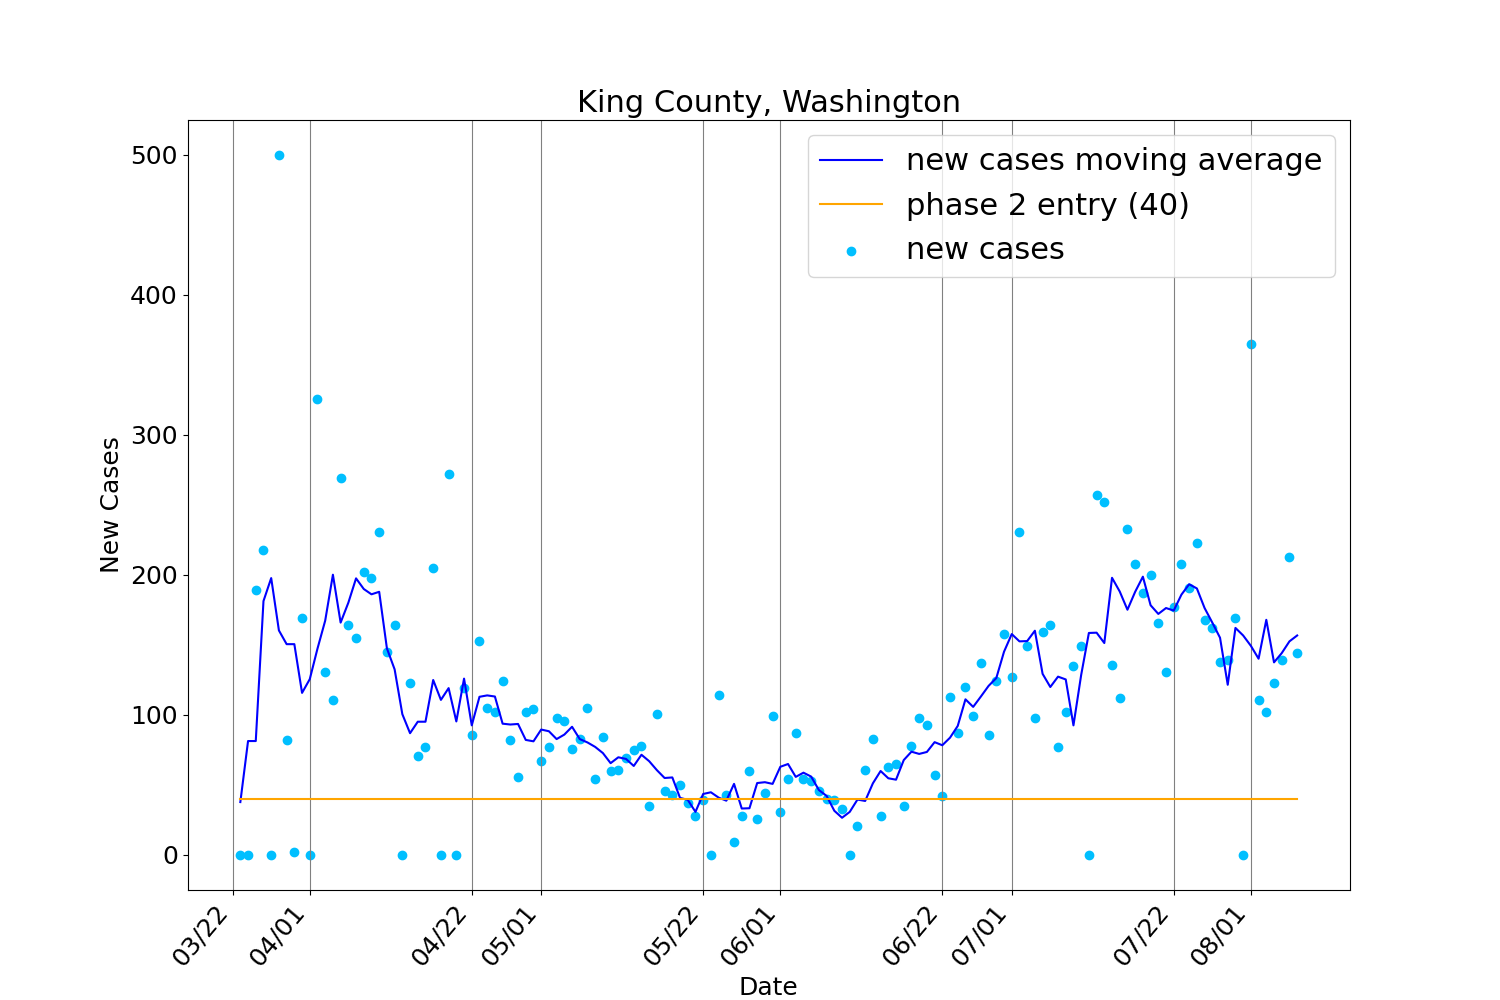 King County, Washington
new cases moving average
phase 2 entry (40)
new cases
500
400
300
200
100
0
New Cases
03/22
04/01
04/22
05/01
05/22
06/01
06/22
07/01
07/22
08/01
Date